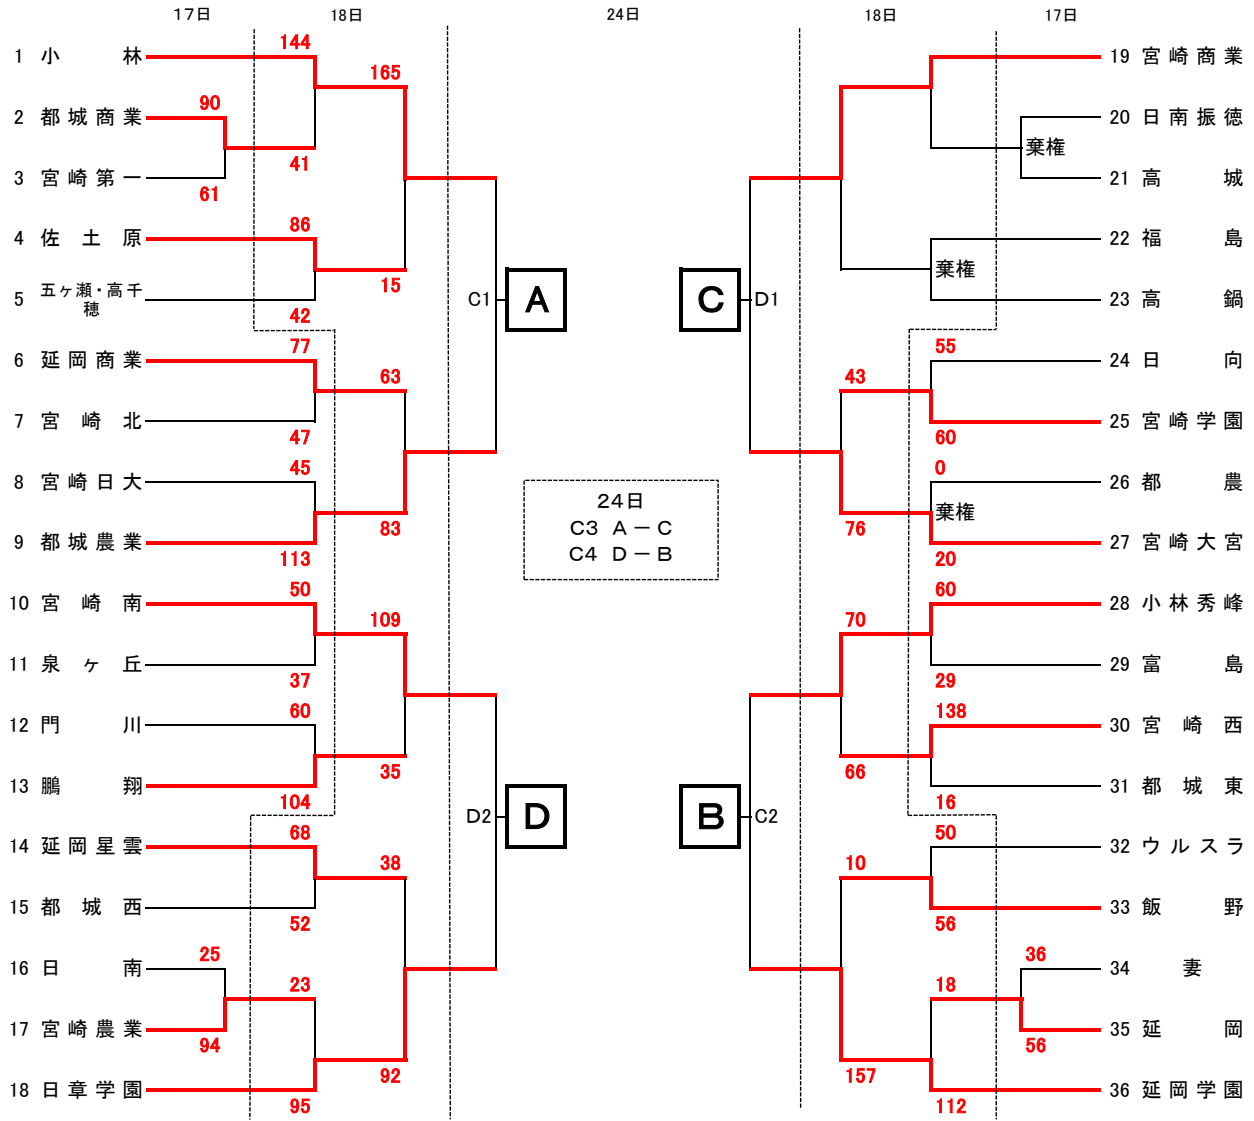 17日 18日 24日 18日 17日
144
1 小林
19 宮崎商業
165
90
2 都城商業
20 日南振徳
棄権
41
3 宮崎第一
21 高城
61
86
4 佐土原
22 福島
棄権
15
5 五ヶ瀬・高千穂
C1 A
C D1
23 高鍋
42
77
55
6 延岡商業
24 日向
63
43
7 宮崎北
25 宮崎学園
47
60
45
0
8 宮崎日大
26 都農
24日
C3 A－C
C4 D－B
棄権
83
76
9 都城農業
27 宮崎大宮
113
20
50
60
10 宮崎南
28 小林秀峰
109
70
11 泉ヶ丘
29 富島
37
29
60
138
12 門川
30 宮崎西
35
66
13 鵬翔
31 都城東
104
16
D2 D
B C2
68
50
14 延岡星雲
32 ウルスラ
38
10
15 都城西
33 飯野
52
56
25
36
16 日南
34 妻
23
18
17 宮崎農業
35 延岡
94
56
92
157
18 日章学園
36 延岡学園
95
112